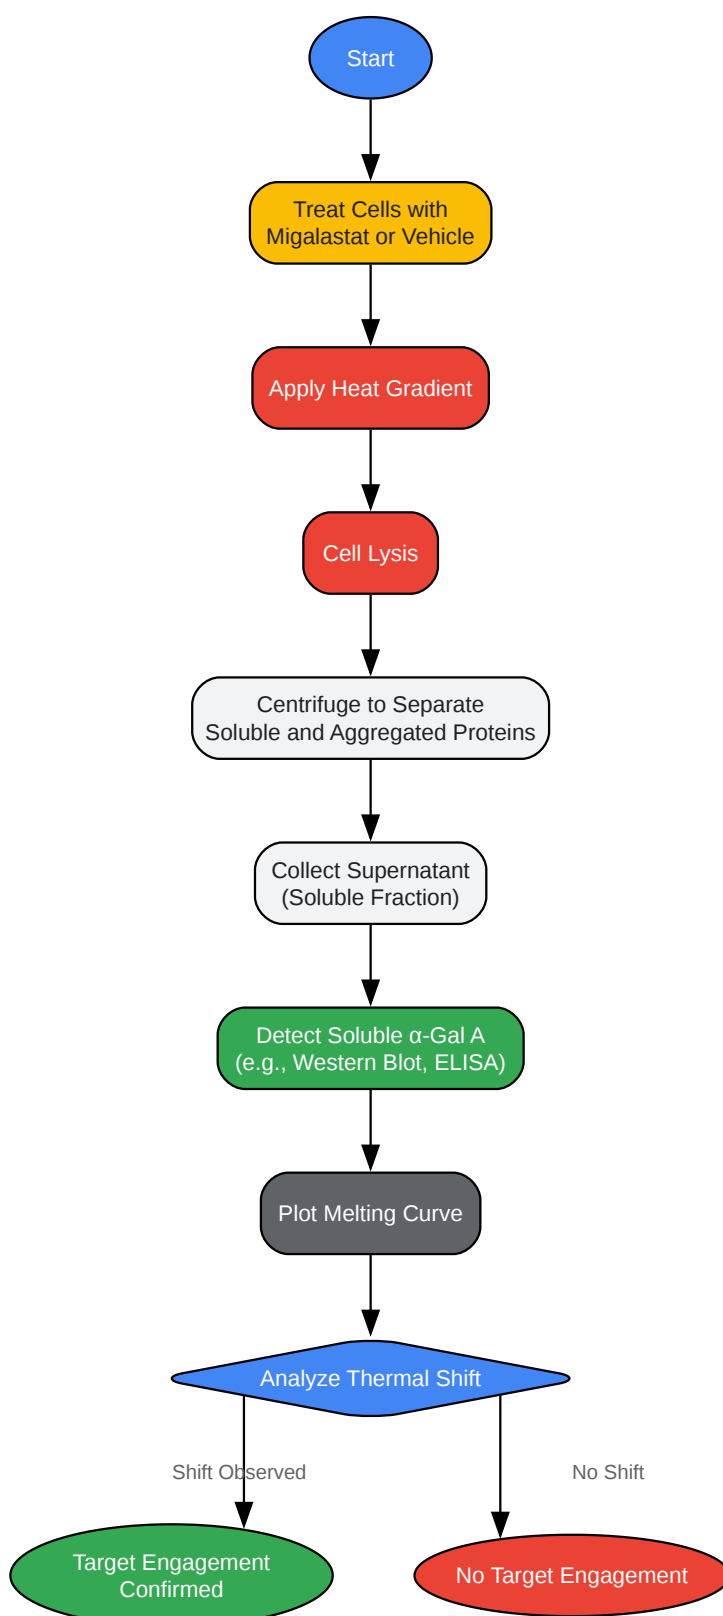 Start
Treat Cells with
Migalastat or Vehicle
Apply Heat Gradient
Cell Lysis
Centrifuge to Separate
Soluble and Aggregated Proteins
Collect Supernatant
(Soluble Fraction)
Detect Soluble α-Gal A
(e.g., Western Blot, ELISA)
Plot Melting Curve
Analyze Thermal Shift
Shift Observed
No Shift
Target Engagement
Confirmed
No Target Engagement